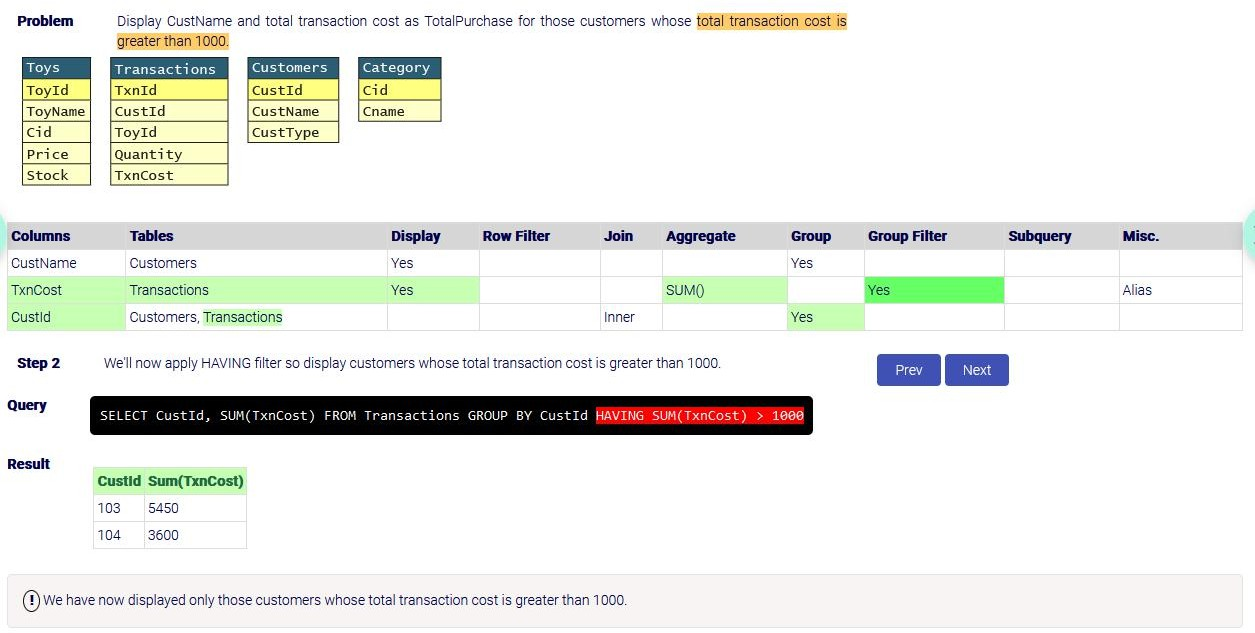 Problem Display CustName and total transaction cost as TotalPurchase for those customers whose total transaction cost is
greater than 1000.
Toys Transactions Customers Category
ToyId TxnId CustId Cid
ToyName CustId CustName Cname
Cid ToyId CustType
Price Quantity
Stock TxnCost
Columns Tables Display Row Filter Join Aggregate Group Group Filter Subquery Misc.
CustName Customers Yes Yes
TxnCost Transactions Yes SUM() Yes Alias
CustId Customers, Transactions Inner Yes
Step 2 We'll now apply HAVING filter so display customers whose total transaction cost is greater than 1000. Prev Next
Query SELECT CustId, SUM(TxnCost) FROM Transactions GROUP BY CustId HAVING SUM(TxnCost) > 1000
Result
CustId Sum(TxnCost)
103 5450
104 3600
! We have now displayed only those customers whose total transaction cost is greater than 1000.